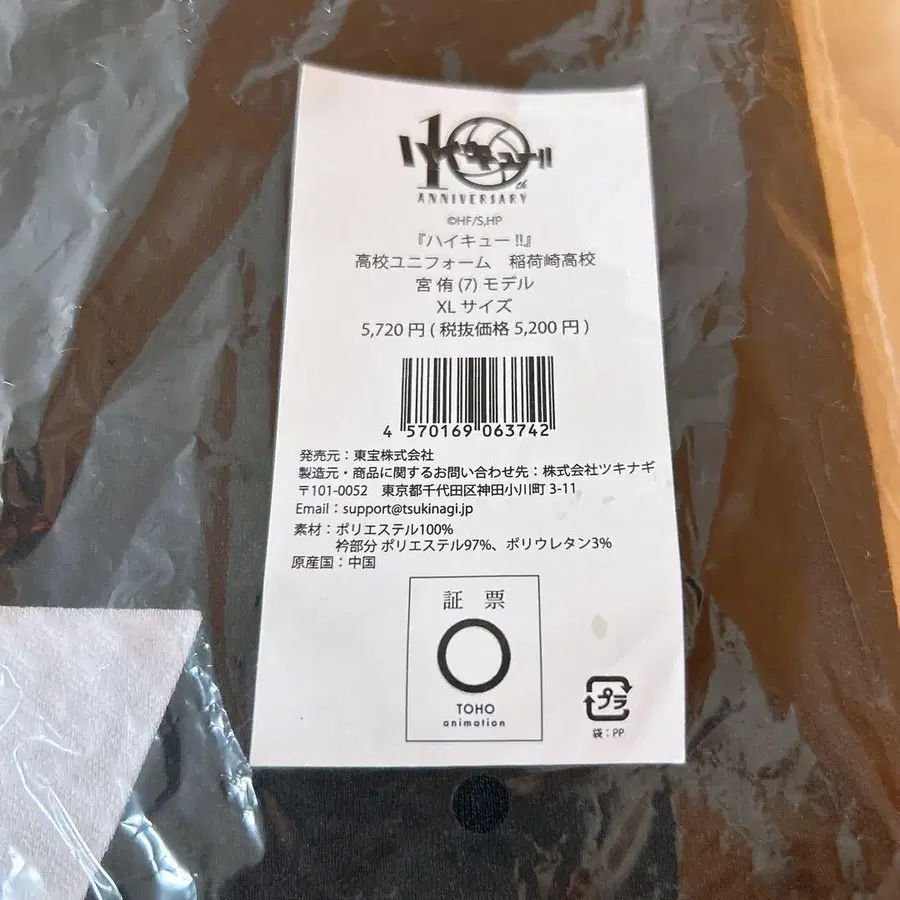 ハイキュー!!
10th
ANNIVERSARY
©HF/S,HP
『ハイキュー!!』
高校ユニフォーム　稲荷崎高校
宮 侑 (7) モデル
XL サイズ
5,720 円 ( 税抜価格 5,200 円 )
4 570169 063742
発売元：東宝株式会社
製造元・商品に関するお問い合わせ先：株式会社ツキナギ
〒101-0052　東京都千代田区神田小川町 3-11
Email：support@tsukinagi.jp
素材：ポリエステル100%
衿部分 ポリエステル97%、ポリウレタン3%
原産国：中国
証 票
TOHO
animation
プラ
袋：PP